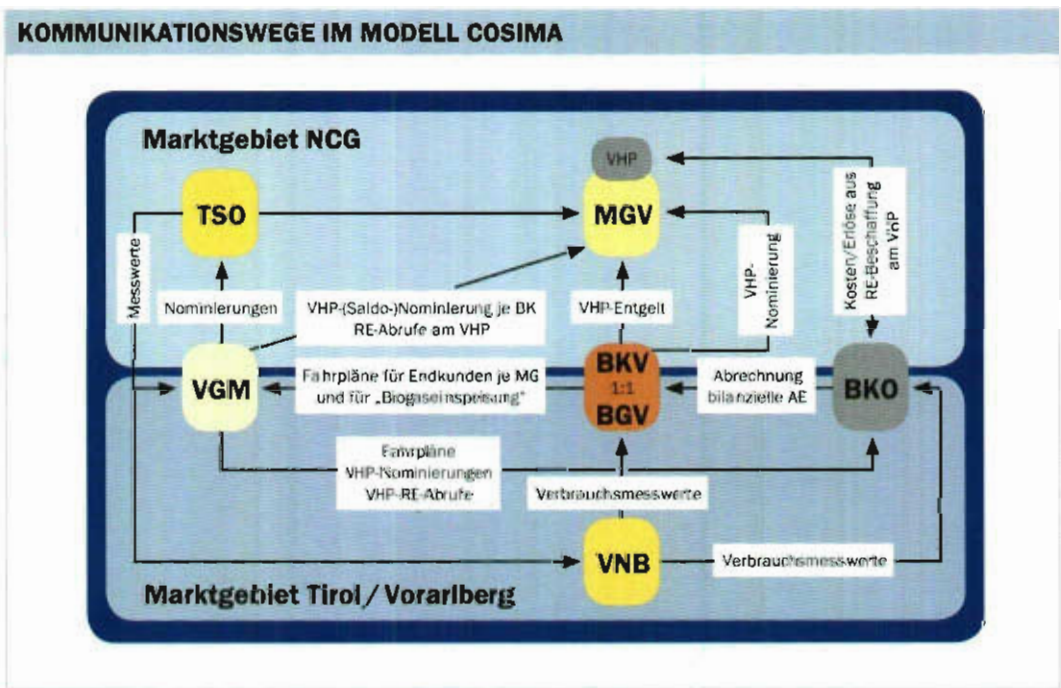 KOMMUNIKATIONSWEGE IM MODELL COSIMA
Marktgebiet NCG
VHP
TSO
MGV
Messwerte
Nominierungen
VHP-(Saldo-)Nominierung je BK
RE-Abrufe am VHP
VHP-Entgelt
VHP-
Nominierung
Kosten/Erlöse aus
RE-Beschaffung
am VöP
VGM
Fahrpläne für Endkunden je MG
und für „Biogaseinspeisung"
BKV
1:1
BGV
Abrechnung
bilanzielle AE
BKO
Fahrpläne
VHP-Nominierungen
VHP-RE-Abrufe
Verbrauchsmesswerte
VNB
Verbrauchsmesswerte
Marktgebiet Tirol / Vorarlberg